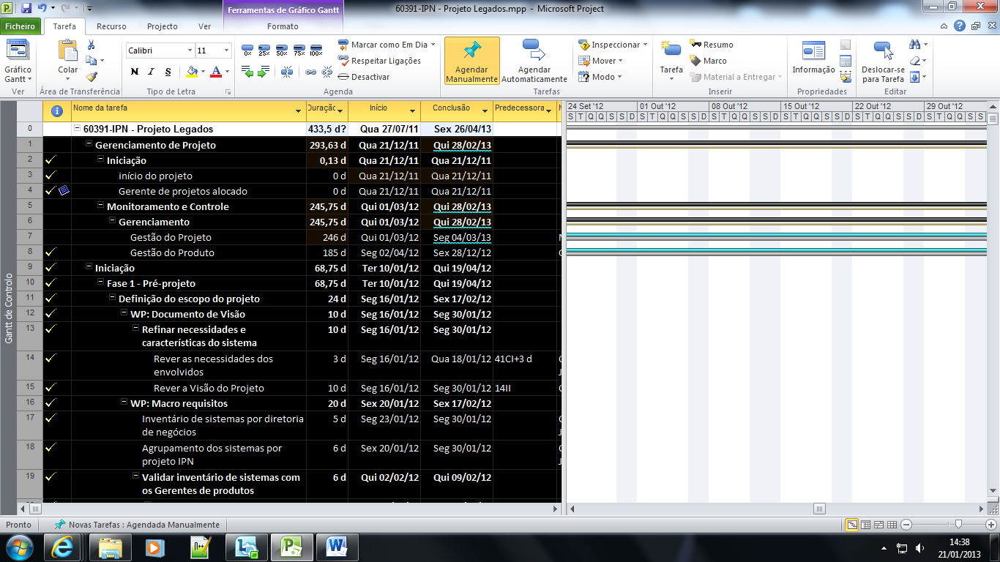 60391-IPN - Projeto Legados.mpp - Microsoft Project
Ferramentas de Gráfico Gantt
Ficheiro Tarefa Recurso Projecto Ver Formato
Gráfico Gantt
Ver
Colar
Área de Transferência
Calibri 11
N I S
Tipo de Letra
0% 25% 50% 75% 100%
Marcar como Em Dia
Respeitar Ligações
Desactivar
Agenda
Agendar Manualmente
Agendar Automaticamente
Inspeccionar
Mover
Modo
Tarefas
Tarefa
Resumo
Marco
Material a Entregar
Inserir
Informação
Propriedades
Deslocar-se para Tarefa
Editar
Nome da tarefa Duração Início Conclusão Predecessora
24 Set '12 01 Out '12 08 Out '12 15 Out '12 22 Out '12 29 Out '12
S T Q Q S S D S T Q Q S S D S T Q Q S S D S T Q Q S S D S T Q Q S S D S T Q Q S S
0 60391-IPN - Projeto Legados 433,5 d? Qua 27/07/11 Sex 26/04/13
1 Gerenciamento de Projeto 293,63 d Qua 21/12/11 Qui 28/02/13
2 Iniciação 0,13 d Qua 21/12/11 Qua 21/12/11
3 início do projeto 0 d Qua 21/12/11 Qua 21/12/11
4 Gerente de projetos alocado 0 d Qua 21/12/11 Qua 21/12/11
5 Monitoramento e Controle 245,75 d Qui 01/03/12 Qui 28/02/13
6 Gerenciamento 245,75 d Qui 01/03/12 Qui 28/02/13
7 Gestão do Projeto 246 d Qui 01/03/12 Seg 04/03/13
8 Gestão do Produto 185 d Seg 02/04/12 Sex 28/12/12
9 Iniciação 68,75 d Ter 10/01/12 Qui 19/04/12
10 Fase 1 - Pré-projeto 68,75 d Ter 10/01/12 Qui 19/04/12
11 Definição do escopo do projeto 24 d Seg 16/01/12 Sex 17/02/12
12 WP: Documento de Visão 10 d Seg 16/01/12 Seg 30/01/12
13 Refinar necessidades e 10 d Seg 16/01/12 Seg 30/01/12
características do sistema
14 Rever as necessidades dos 3 d Seg 16/01/12 Qua 18/01/12 41CI+3 d
envolvidos
15 Rever a Visão do Projeto 10 d Seg 16/01/12 Seg 30/01/12 14II
16 WP: Macro requisitos 20 d Sex 20/01/12 Sex 17/02/12
17 Inventário de sistemas por diretoria 5 d Seg 23/01/12 Seg 30/01/12
de negócios
18 Agrupamento dos sistemas por 6 d Sex 20/01/12 Seg 30/01/12
projeto IPN
19 Validar inventário de sistemas com 6 d Qui 02/02/12 Qui 09/02/12
os Gerentes de produtos
Gantt de Controlo
Pronto Novas Tarefas : Agendada Manualmente
14:38
21/01/2013